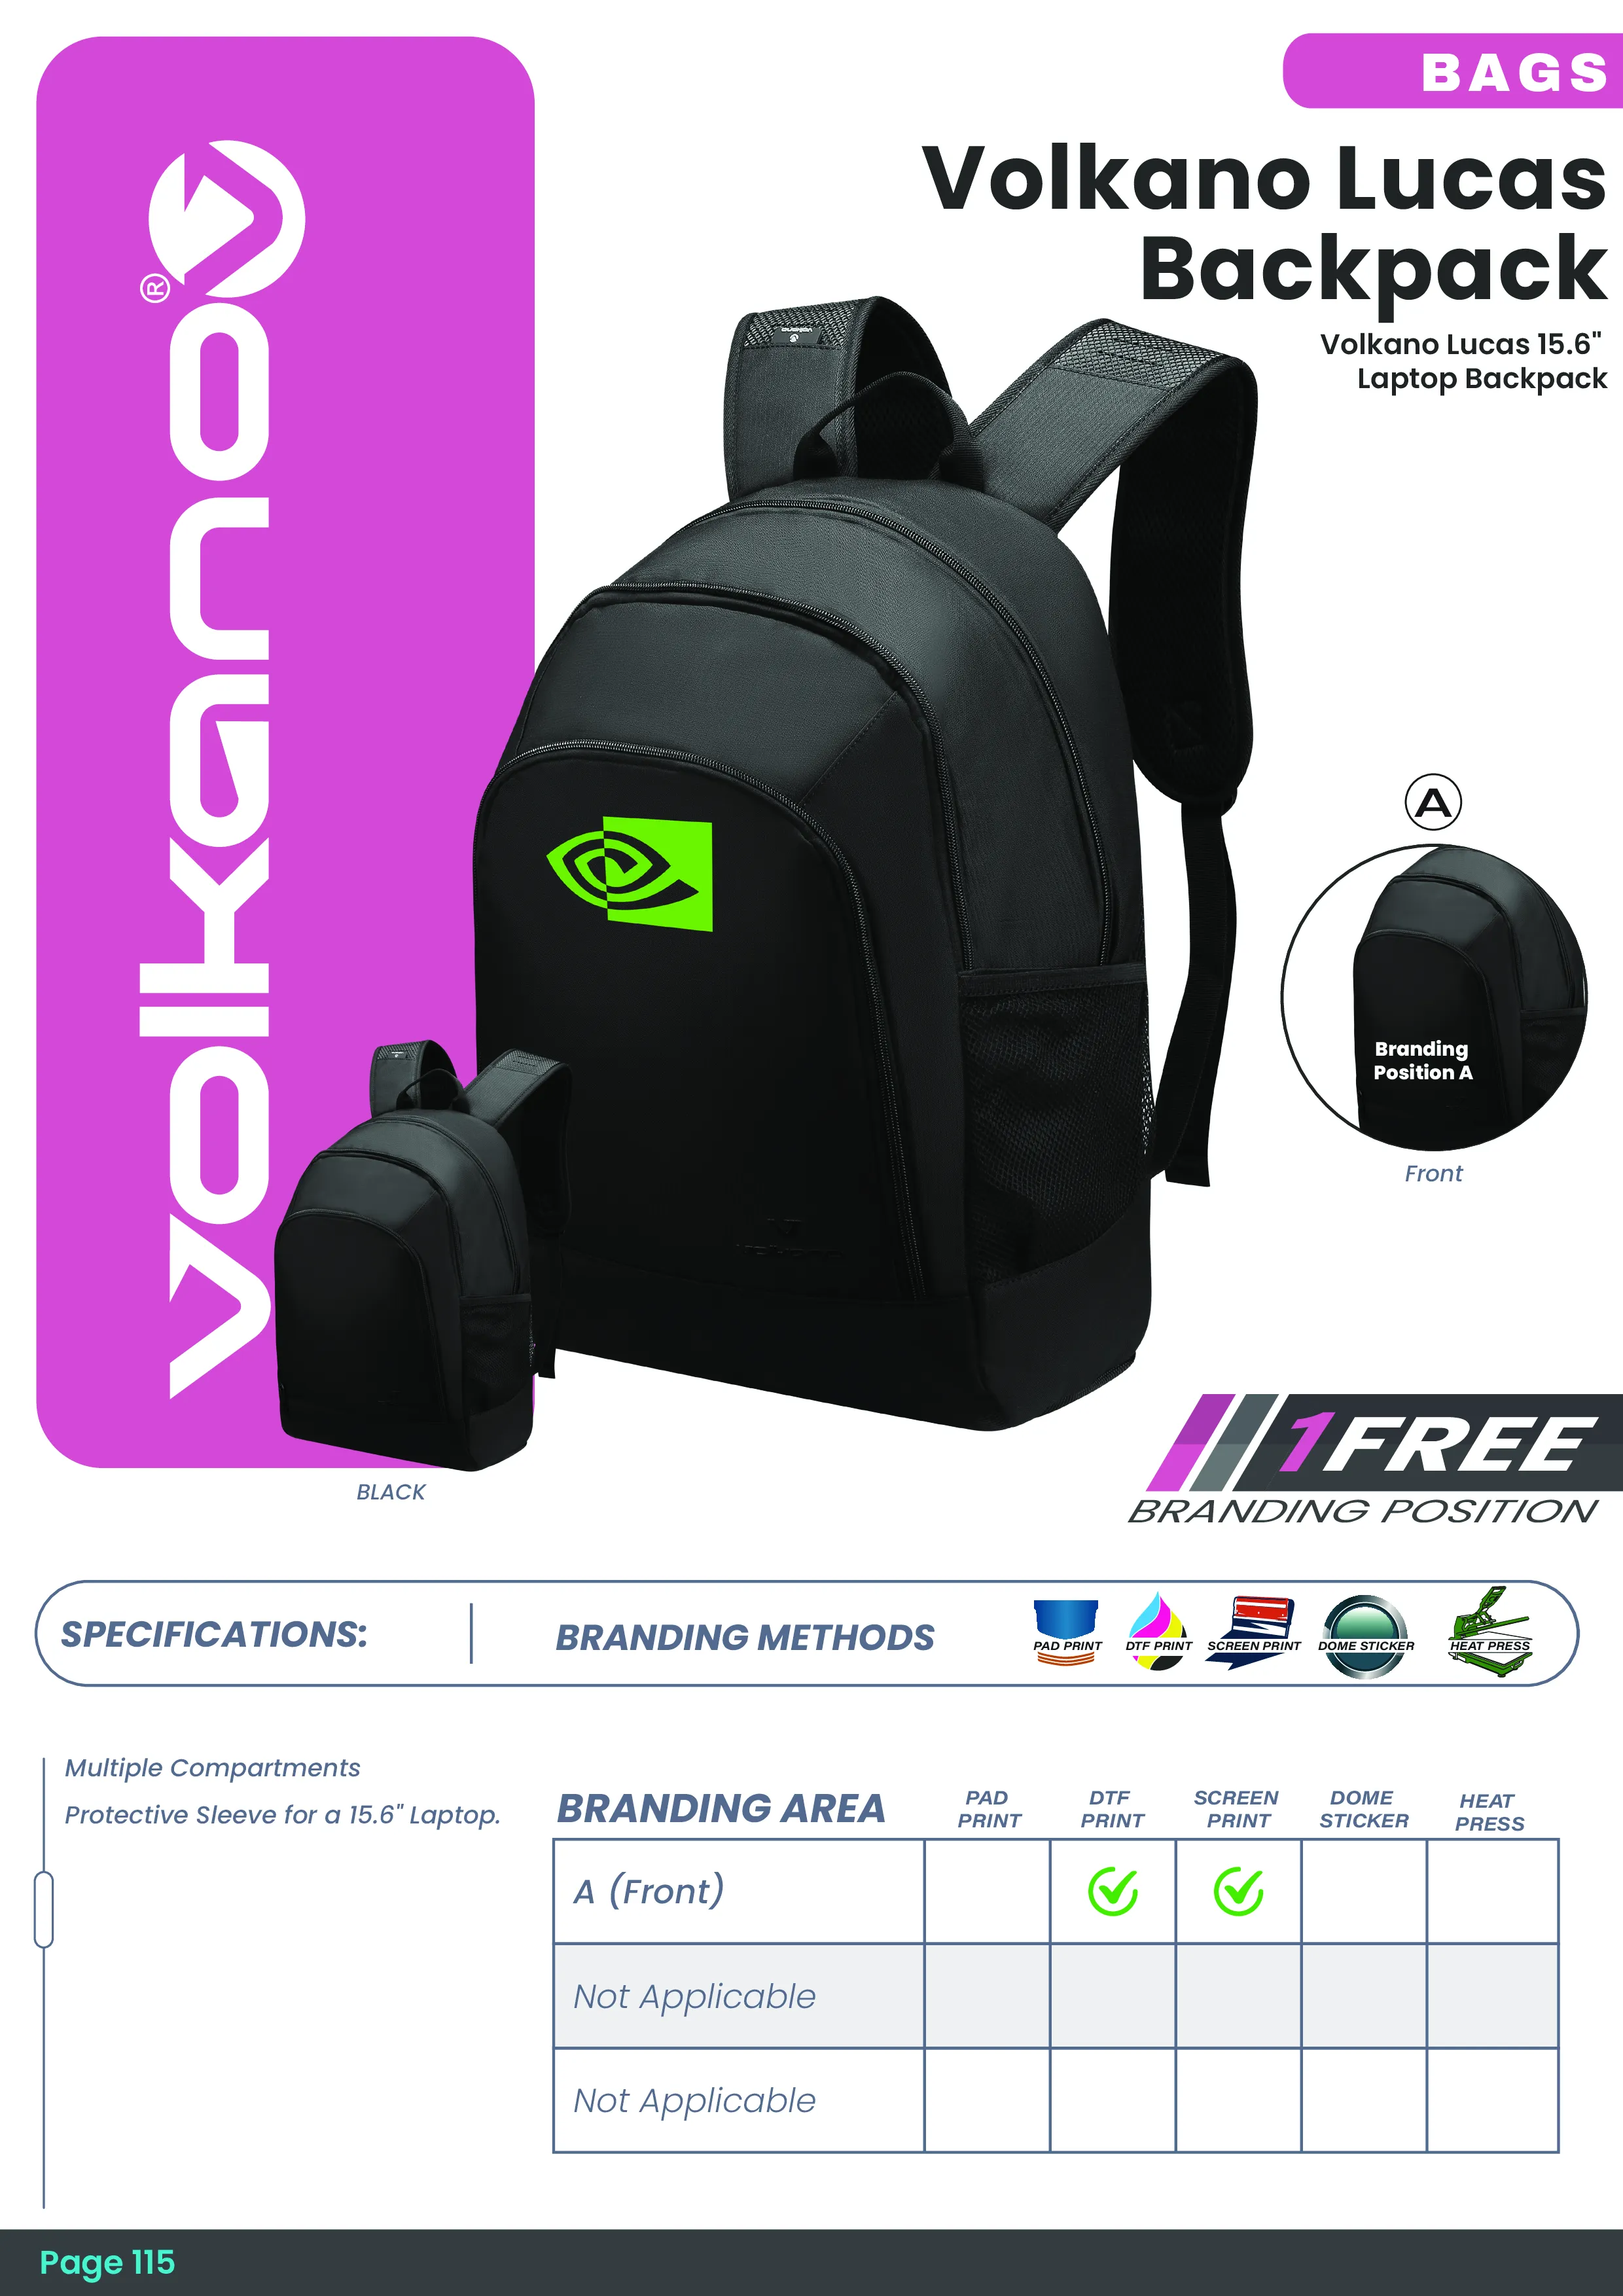 BAGS
Volkano Lucas
Backpack
Volkano Lucas 15.6"
Laptop Backpack
volkano®
volkano
A
Branding
Position A
Front
BLACK
1 FREE
BRANDING POSITION
SPECIFICATIONS:
BRANDING METHODS
PAD PRINT
DTF PRINT
SCREEN PRINT
DOME STICKER
HEAT PRESS
Multiple Compartments
Protective Sleeve for a 15.6" Laptop.
BRANDING AREA
PAD PRINT
DTF PRINT
SCREEN PRINT
DOME STICKER
HEAT PRESS
A (Front)
Not Applicable
Not Applicable
Page 115